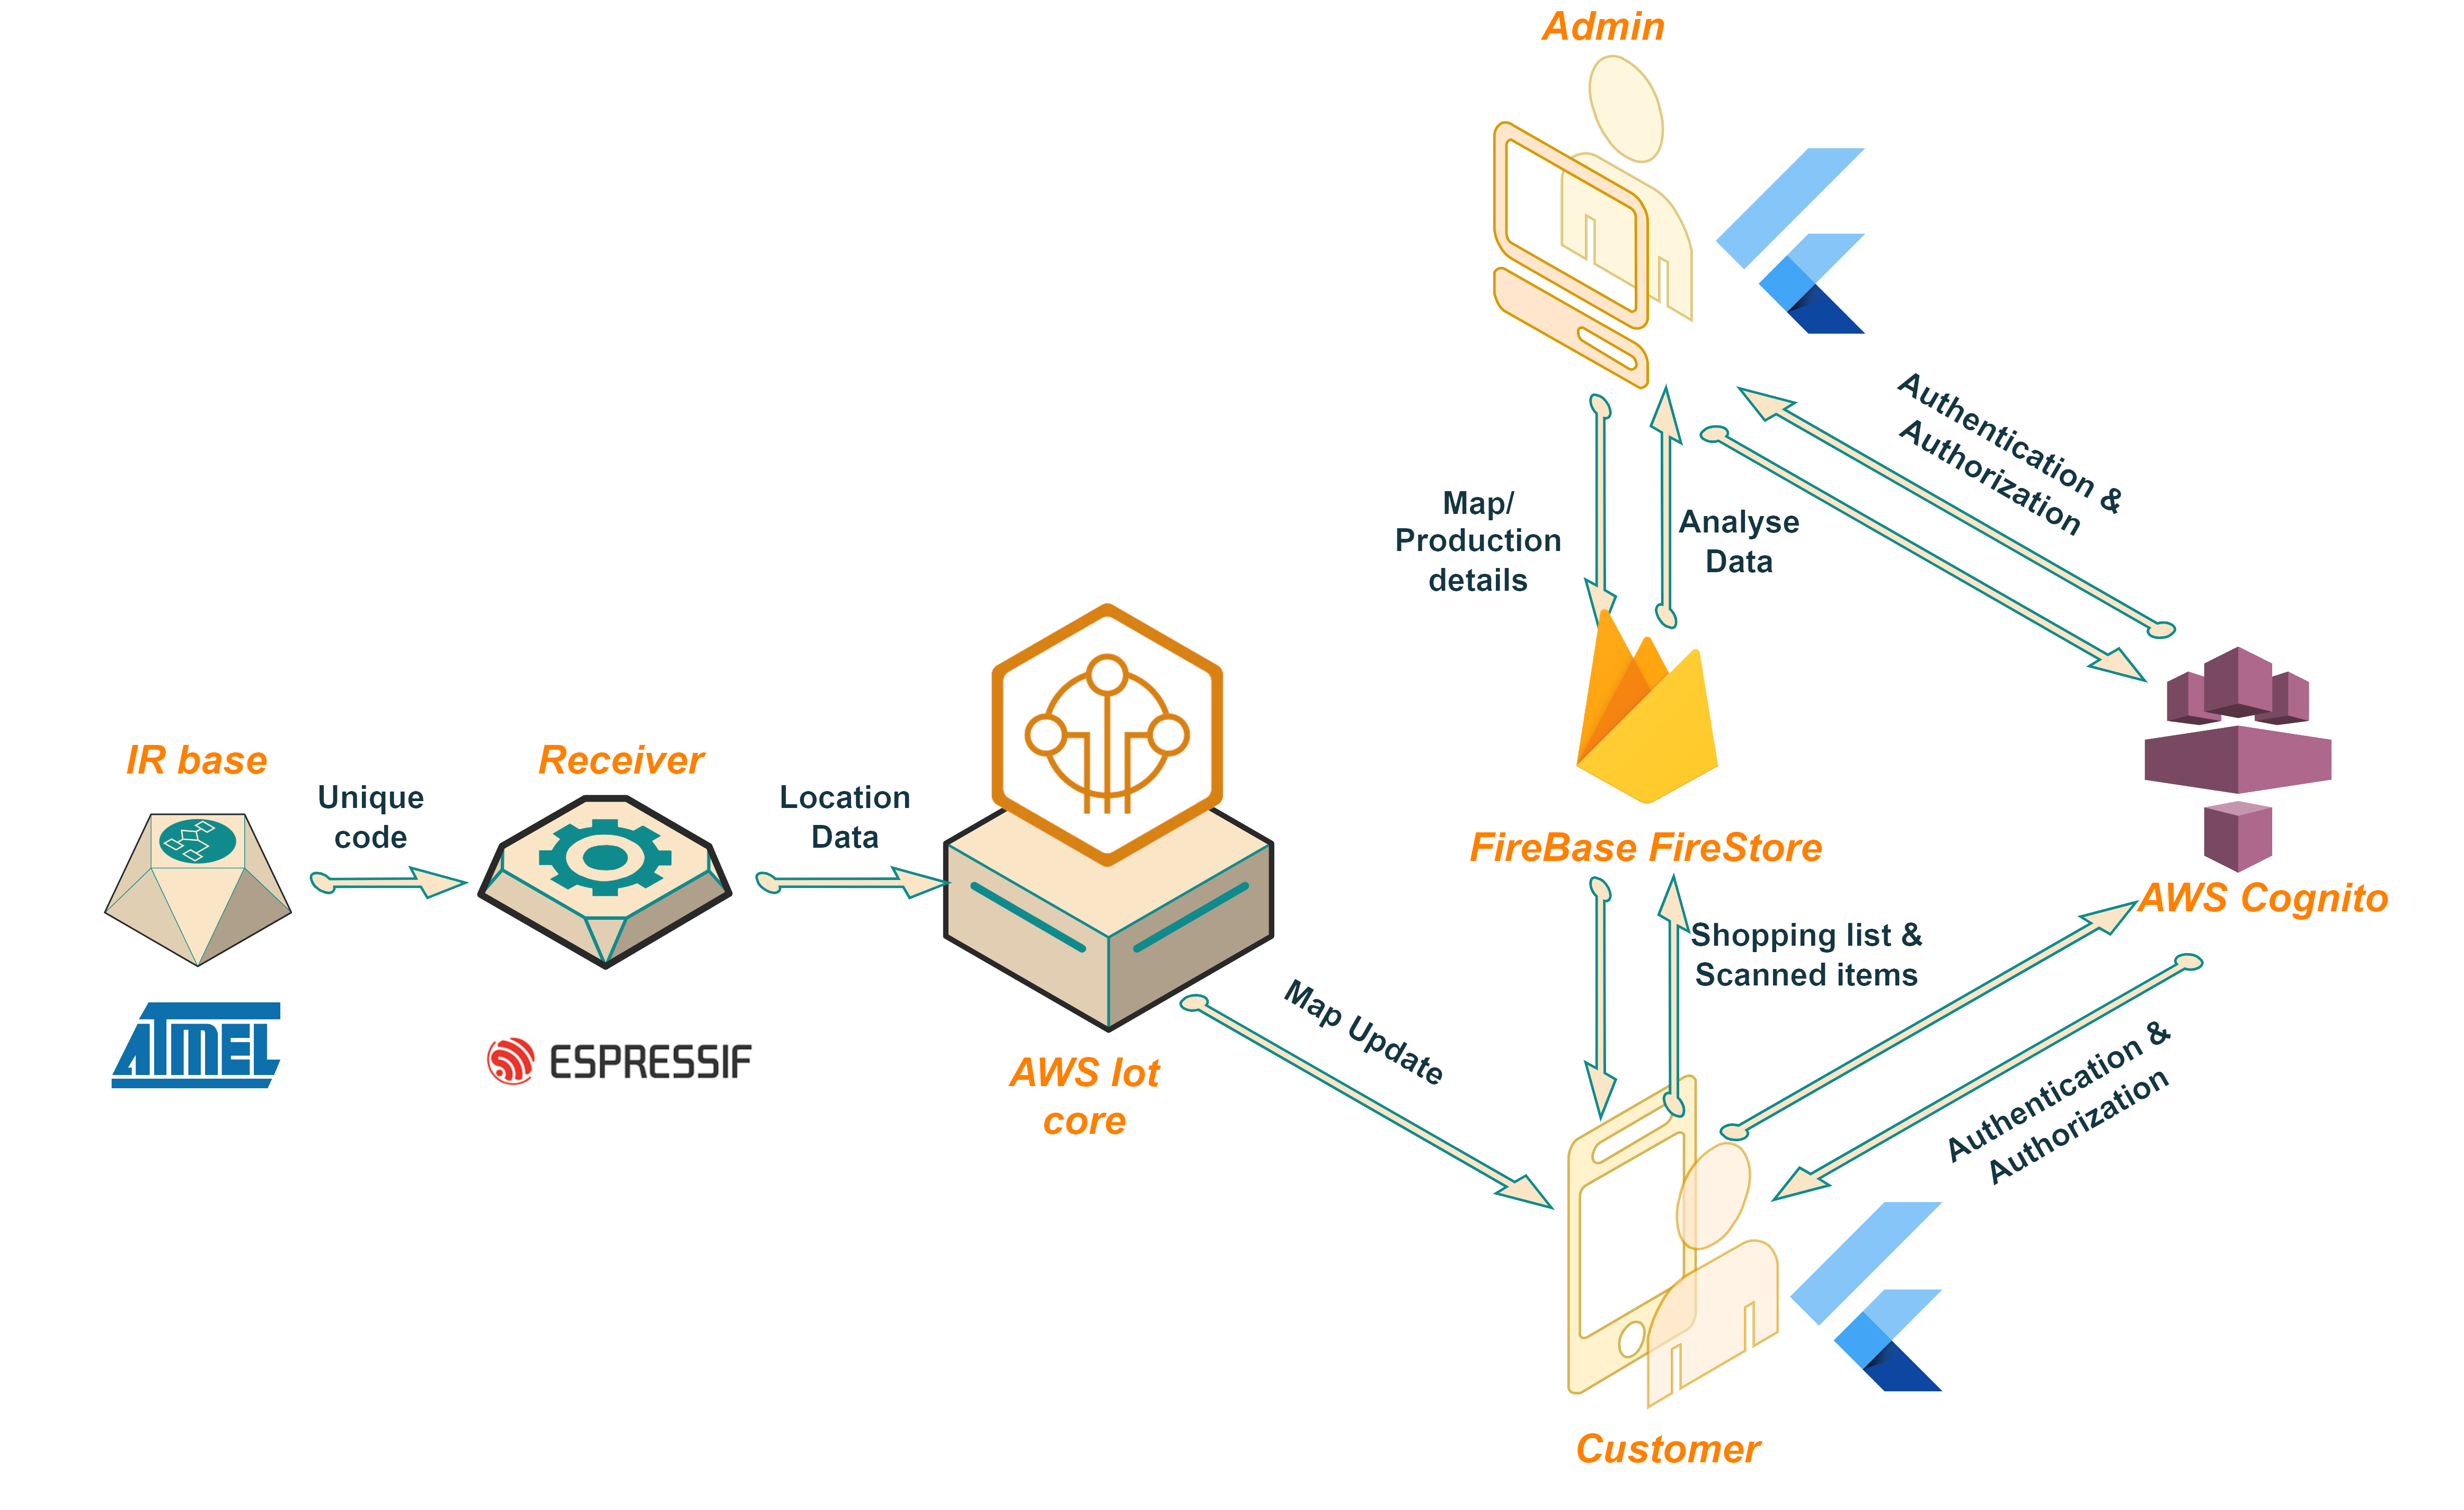 Admin
Authentication &
Authorization
Map/
Production
details
Analyse
Data
IR base
Unique
code
Receiver
Location
Data
FireBase FireStore
AWS Cognito
Shopping list &
Scanned items
ATMEL
ESPRESSIF
AWS Iot
core
Map Update
Authentication &
Authorization
Customer